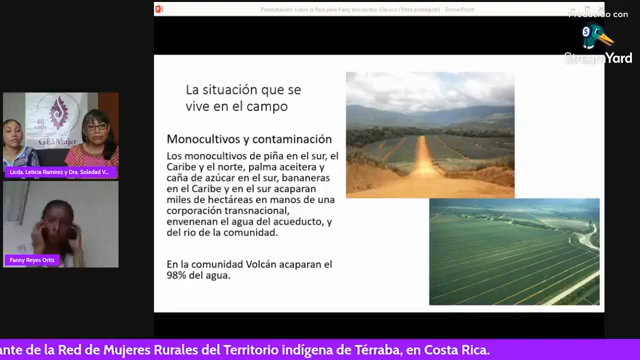 Presentación sobre la Red para Fany encuentro Oaxaca (Vista protegida) - PowerPoint
Producido con
StreamYard
La situación que se
vive en el campo
Monocultivos y contaminación
Los monocultivos de piña en el sur, el
Caribe y el norte, palma aceitera y
caña de azúcar en el sur, bananeras
en el Caribe y en el sur acaparan
miles de hectáreas en manos de una
corporación transnacional,
envenenan el agua del acueducto, y
del rio de la comunidad.
En la comunidad Volcán acaparan el
98% del agua.
40
AÑOS
GESMujer
Licda. Leticia Ramírez y Dra. Soledad V...
Fanny Reyes Ortiz
ante de la Red de Mujeres Rurales del Territorio indígena de Térraba, en Costa Rica.